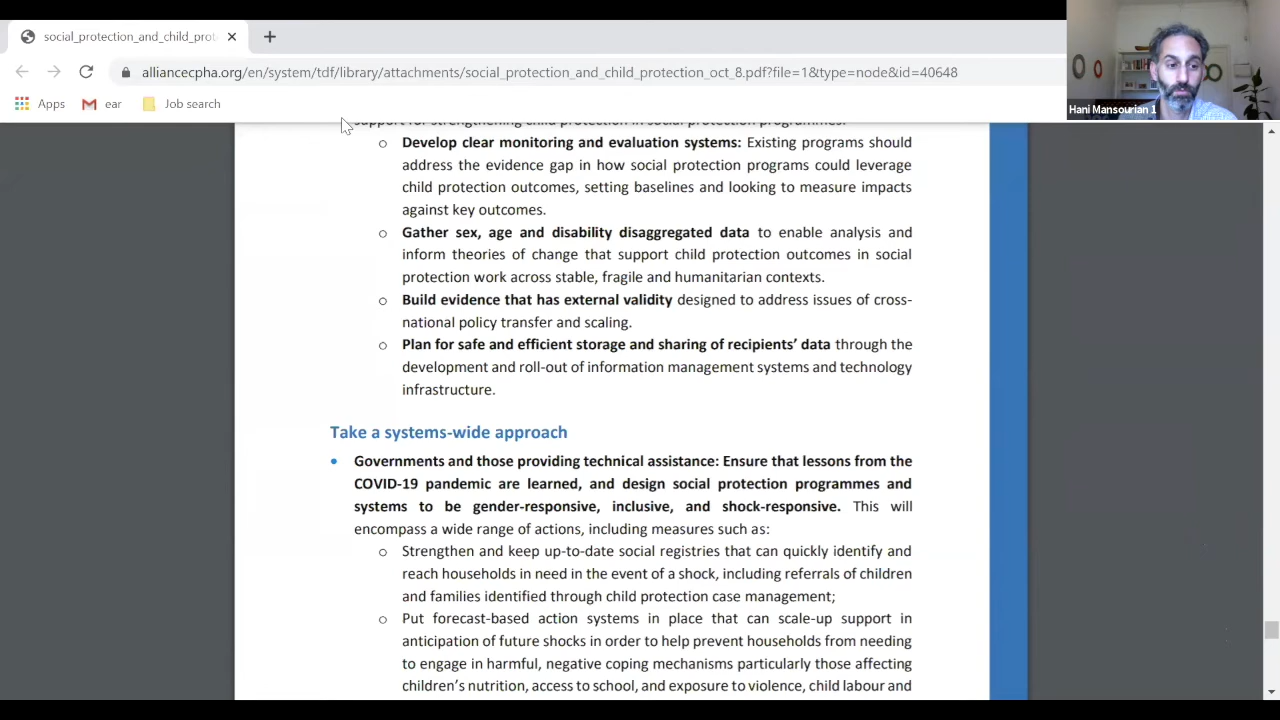 social_protection_and_child_prot
alliancecpha.org/en/system/tdf/library/attachments/social_protection_and_child_protection_oct_8.pdf?file=1&type=node&id=40648
Apps
ear
Job search
Hani Mansourian 1
support for strengthening child protection in social protection programmes.
o Develop clear monitoring and evaluation systems: Existing programs should
address the evidence gap in how social protection programs could leverage
child protection outcomes, setting baselines and looking to measure impacts
against key outcomes.
o Gather sex, age and disability disaggregated data to enable analysis and
inform theories of change that support child protection outcomes in social
protection work across stable, fragile and humanitarian contexts.
o Build evidence that has external validity designed to address issues of cross-
national policy transfer and scaling.
o Plan for safe and efficient storage and sharing of recipients' data through the
development and roll-out of information management systems and technology
infrastructure.
Take a systems-wide approach
• Governments and those providing technical assistance: Ensure that lessons from the
COVID-19 pandemic are learned, and design social protection programmes and
systems to be gender-responsive, inclusive, and shock-responsive. This will
encompass a wide range of actions, including measures such as:
o Strengthen and keep up-to-date social registries that can quickly identify and
reach households in need in the event of a shock, including referrals of children
and families identified through child protection case management;
o Put forecast-based action systems in place that can scale-up support in
anticipation of future shocks in order to help prevent households from needing
to engage in harmful, negative coping mechanisms particularly those affecting
children's nutrition, access to school, and exposure to violence, child labour and